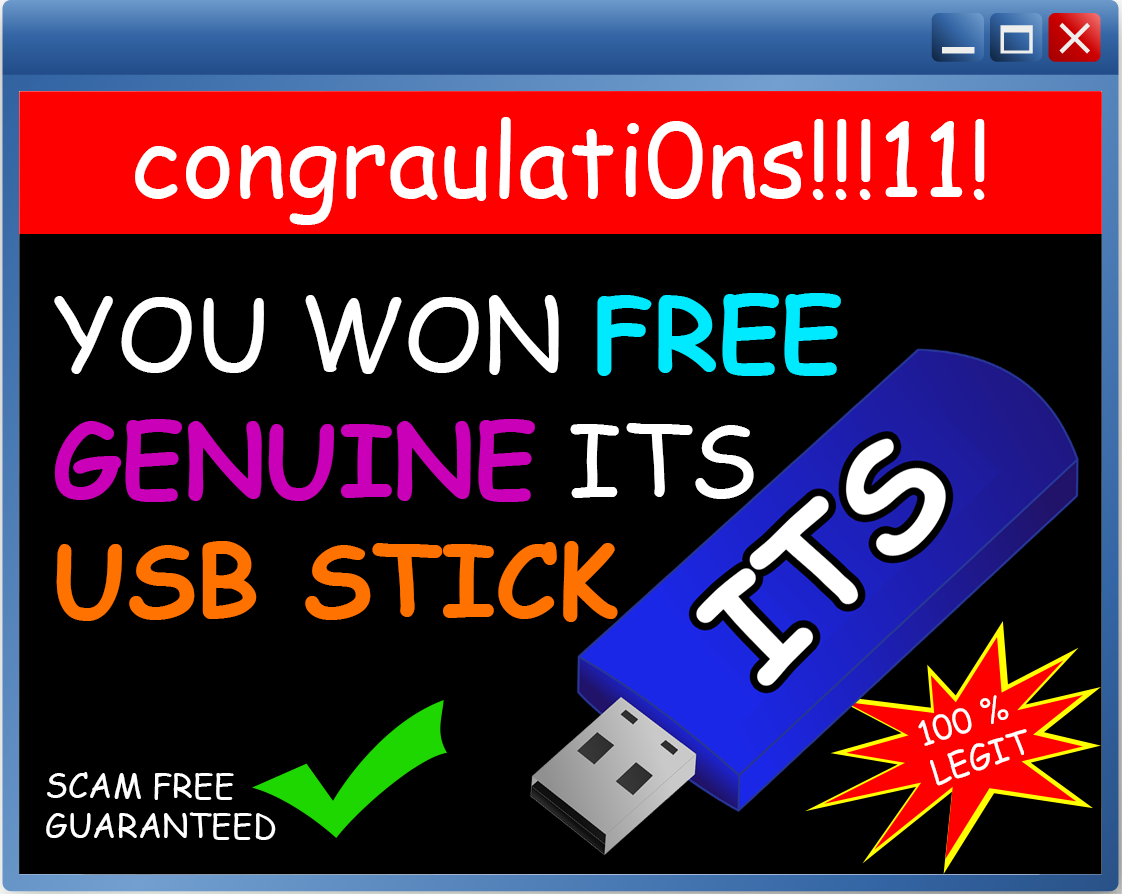 congraulati0ns!!!11!
YOU WON FREE
GENUINE ITS
USB STICK
ITS
100 %
LEGIT
SCAM FREE
GUARANTEED